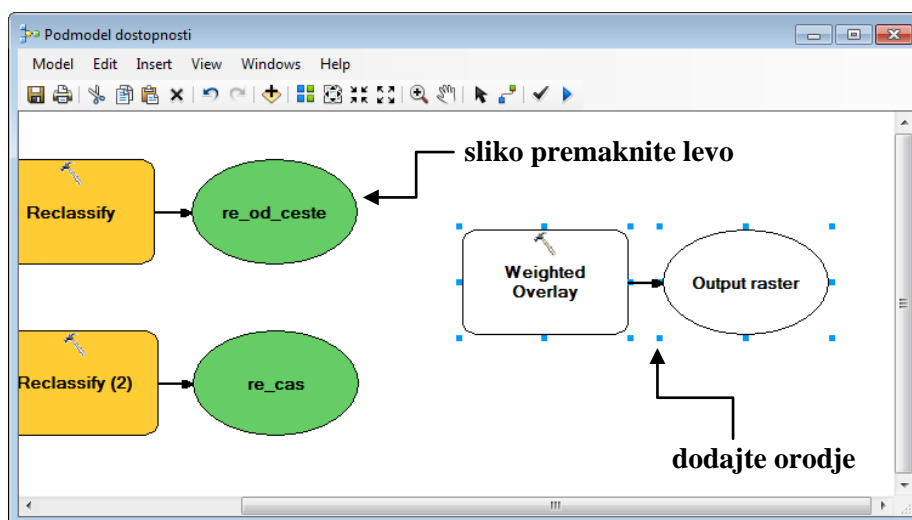 Podmodel dostopnosti
Model Edit Insert View Windows Help
sliko premaknite levo
Reclassify
re_od_ceste
Weighted
Overlay
Output raster
Reclassify (2)
re_cas
dodajte orodje